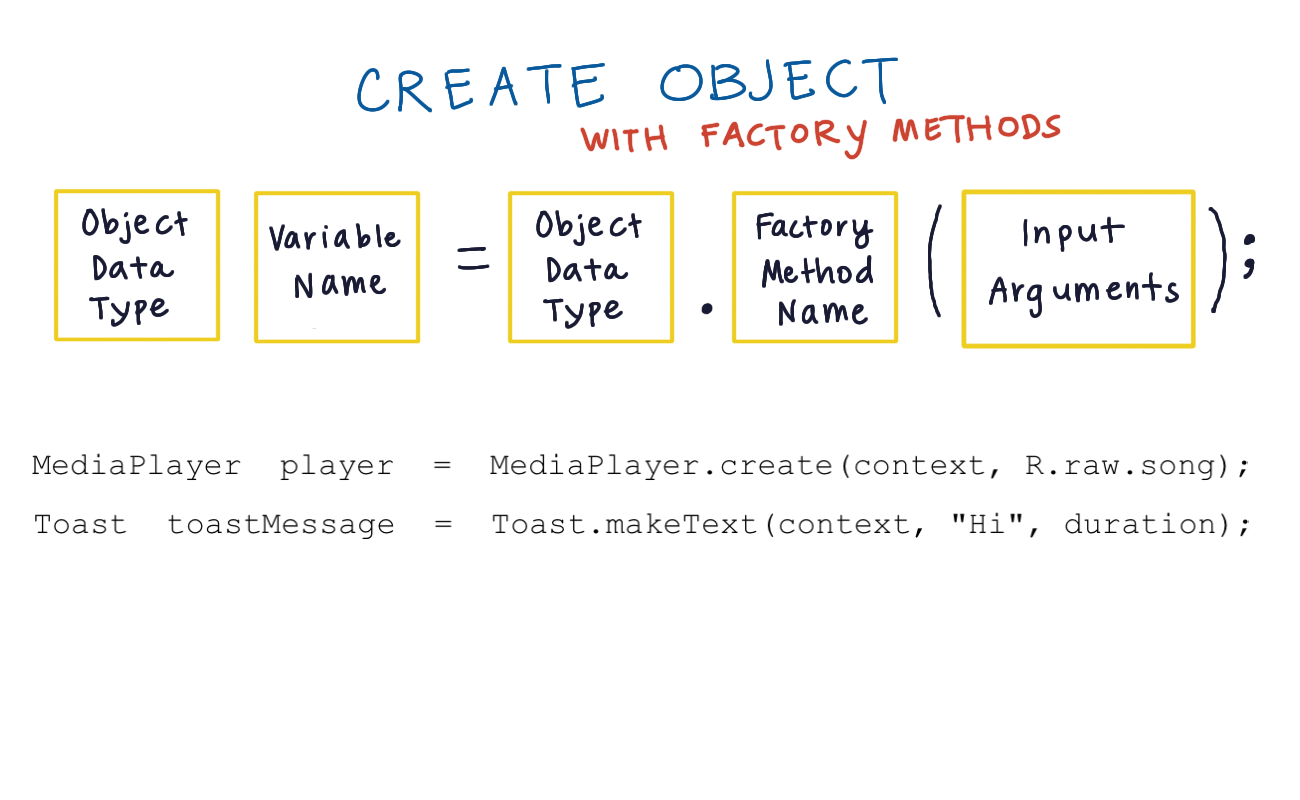 CREATE OBJECT
WITH FACTORY METHODS
Object Data Type Variable Name = Object Data Type . Factory Method Name ( Input Arguments );
MediaPlayer player = MediaPlayer.create(context, R.raw.song);
Toast toastMessage = Toast.makeText(context, "Hi", duration);